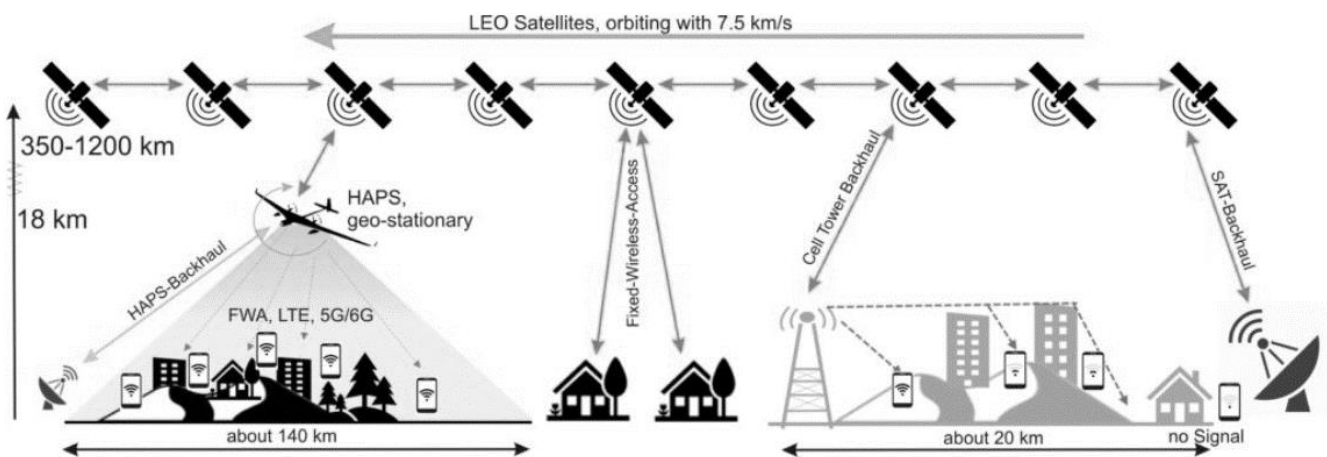 LEO Satellites, orbiting with 7.5 km/s
350-1200 km
18 km
HAPS,
geo-stationary
HAPS-Backhaul
FWA, LTE, 5G/6G
about 140 km
Fixed-Wireless-Access
Cell Tower Backhaul
SAT-Backhaul
about 20 km
no Signal